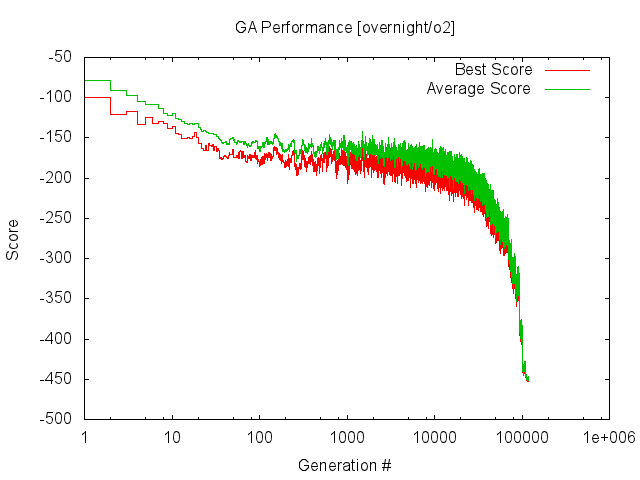 GA Performance [overnight/o2]
Best Score
Average Score
-50
-100
-150
-200
-250
-300
-350
-400
-450
-500
Score
1
10
100
1000
10000
100000
1e+006
Generation #